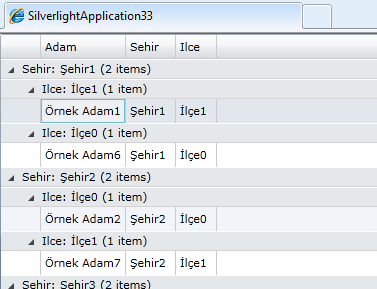 SilverlightApplication33
Adam Sehir Ilce
Sehir: Şehir1 (2 items)
Ilce: İlçe1 (1 item)
Örnek Adam1 Şehir1 İlçe1
Ilce: İlçe0 (1 item)
Örnek Adam6 Şehir1 İlçe0
Sehir: Şehir2 (2 items)
Ilce: İlçe0 (1 item)
Örnek Adam2 Şehir2 İlçe0
Ilce: İlçe1 (1 item)
Örnek Adam7 Şehir2 İlçe1
Sehir: Şehir3 (2 items)